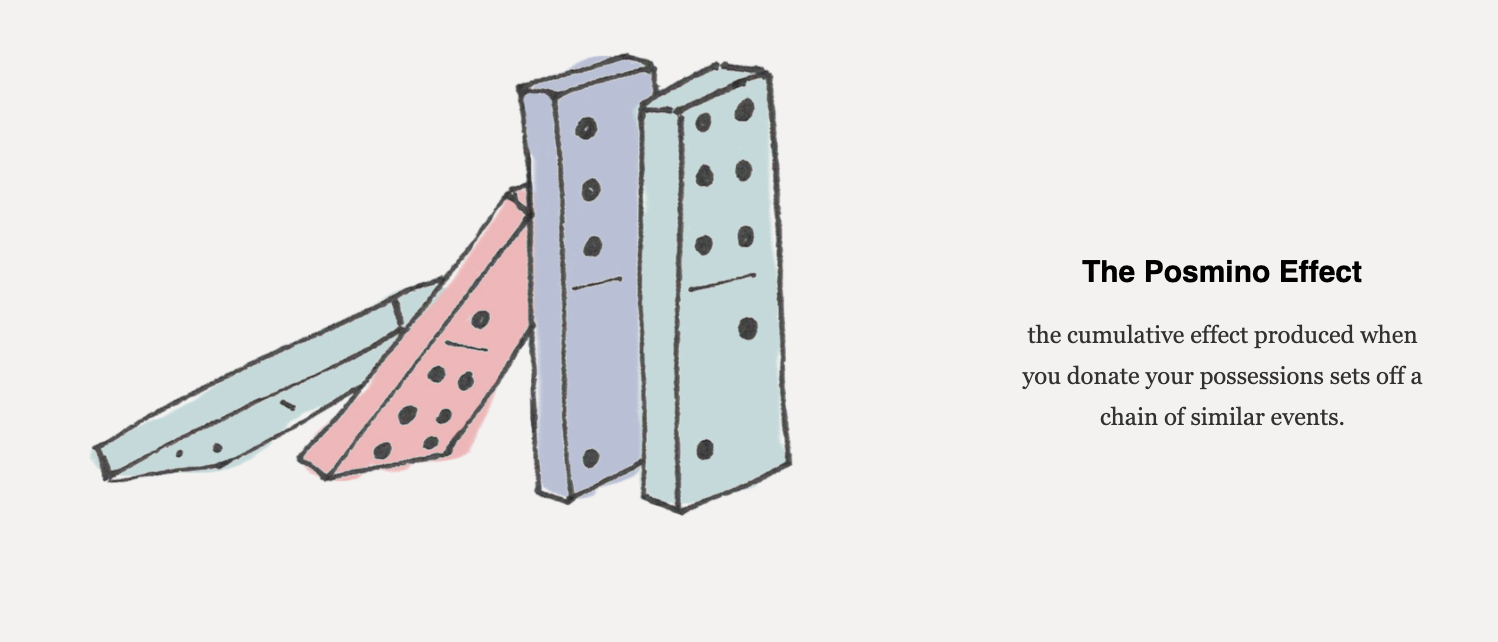 The Posmino Effect
the cumulative effect produced when
you donate your possessions sets off a
chain of similar events.